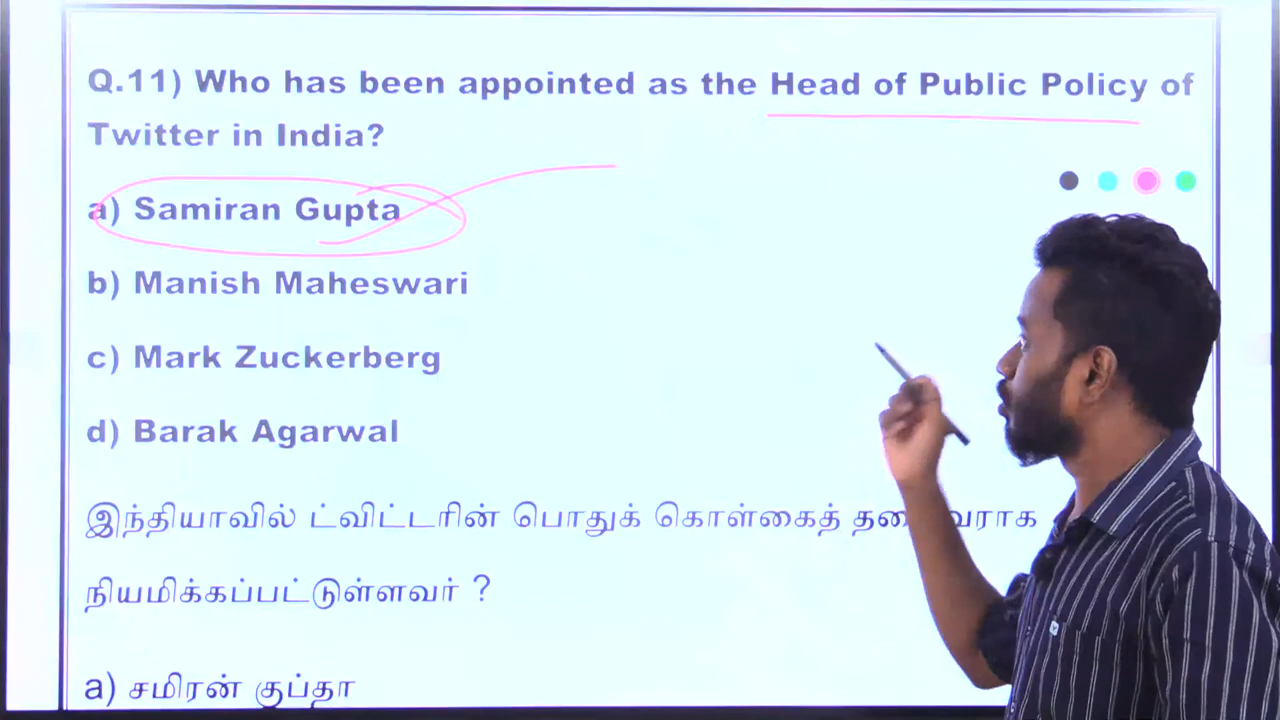 Q.11) Who has been appointed as the Head of Public Policy of
Twitter in India?
a) Samiran Gupta
b) Manish Maheswari
c) Mark Zuckerberg
d) Barak Agarwal
இந்தியாவில் ட்விட்டரின் பொதுக் கொள்கைத்
நியமிக்கப்பட்டுள்ளவர் ?
a) சமிரன் குப்தா